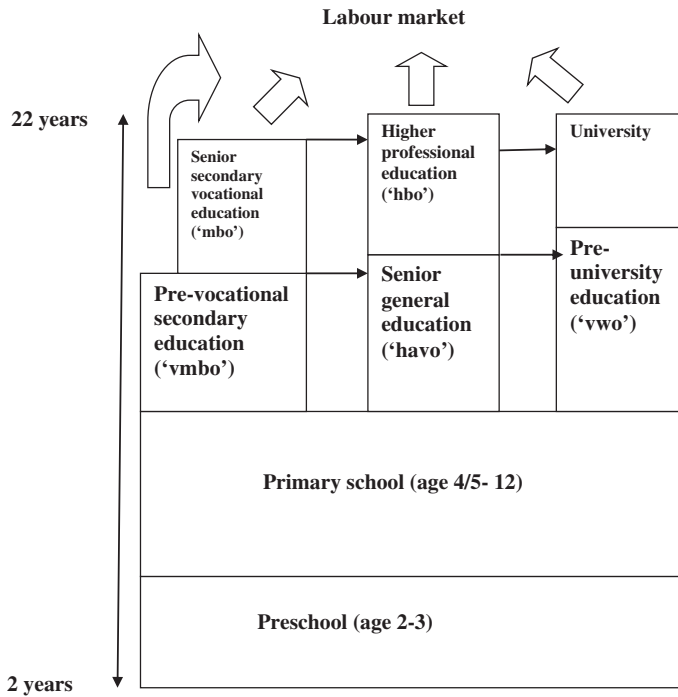 Labour market
22 years
Senior
secondary
vocational
education
(‘mbo’)
Higher
professional
education
(‘hbo’)
University
Pre-vocational
secondary
education
(‘vmbo’)
Senior
general
education
(‘havo’)
Pre-
university
education
(‘vwo’)
Primary school (age 4/5- 12)
Preschool (age 2-3)
2 years